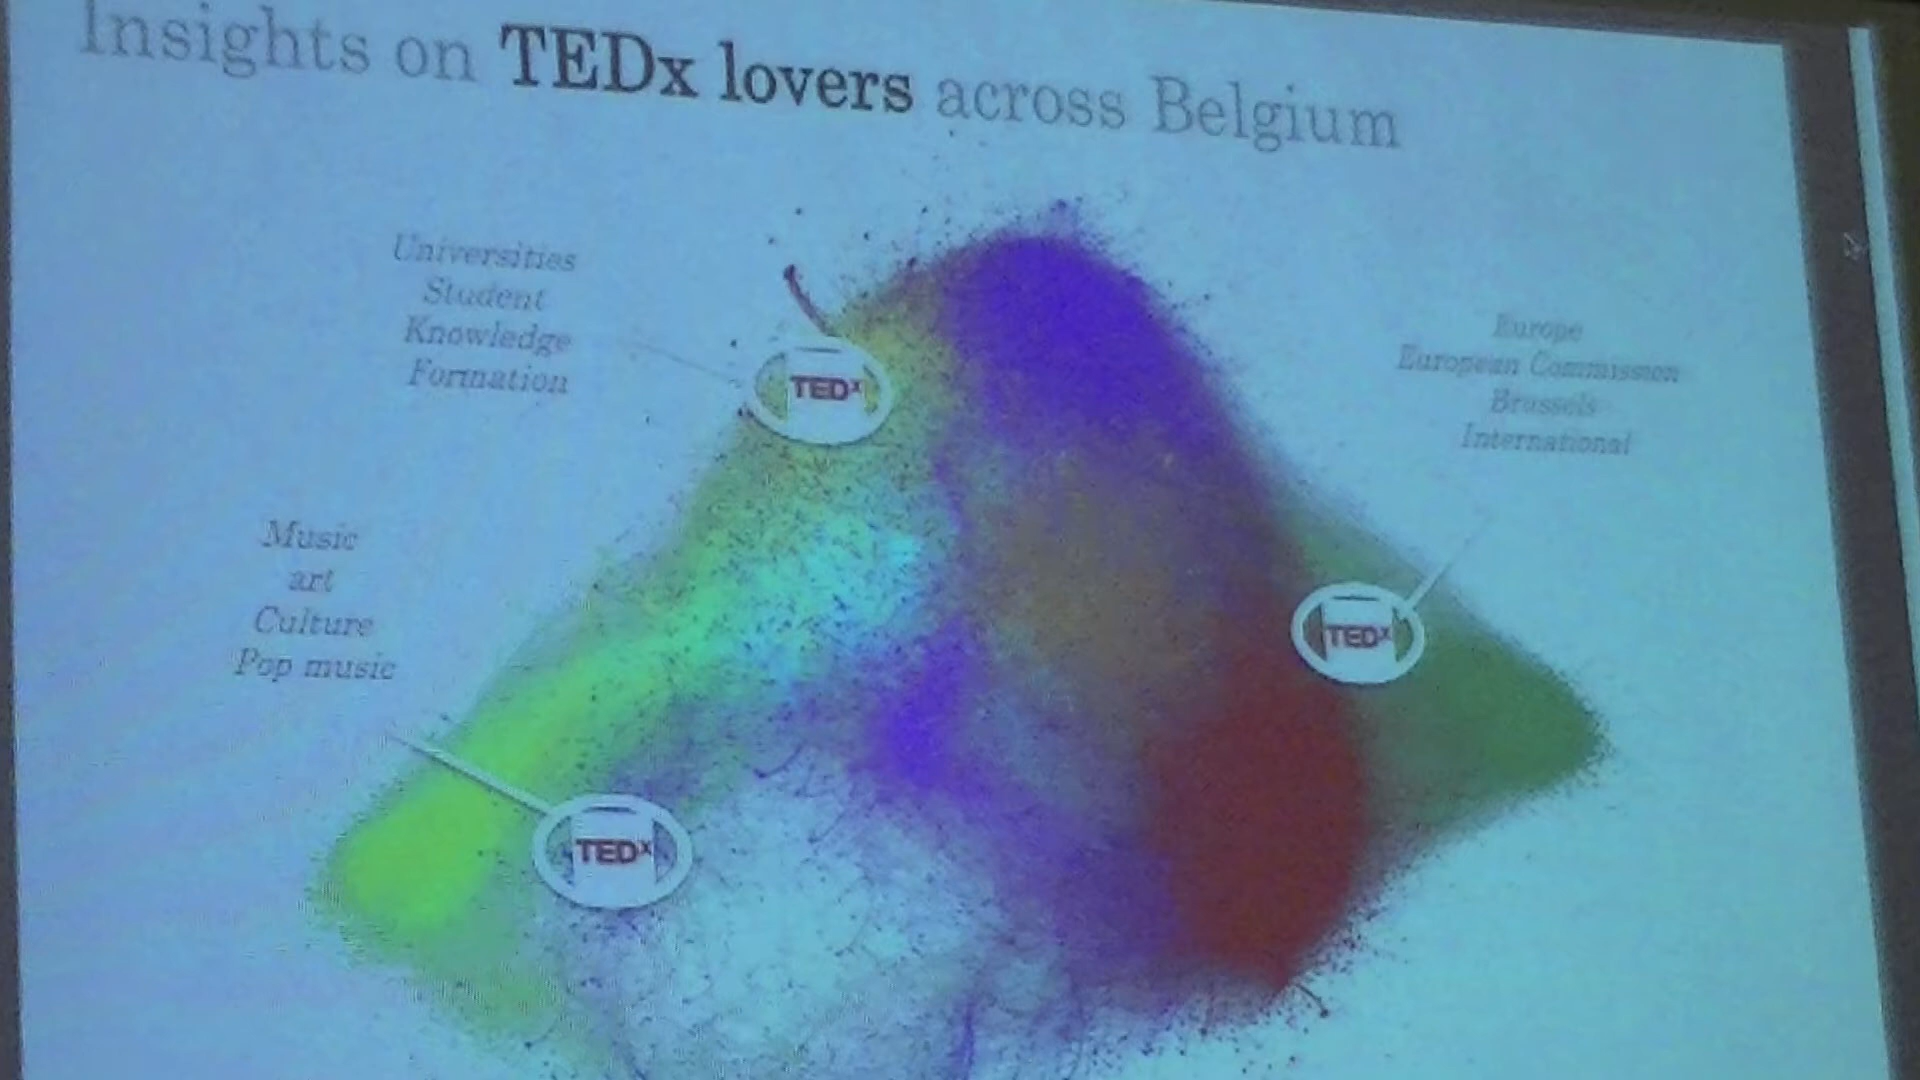 Insights on TEDx lovers across Belgium
Universities
Student
Knowledge
Formation
TEDx
Europe
European Commission
Brussels
International
Music
art
Culture
Pop music
TEDx
TEDx